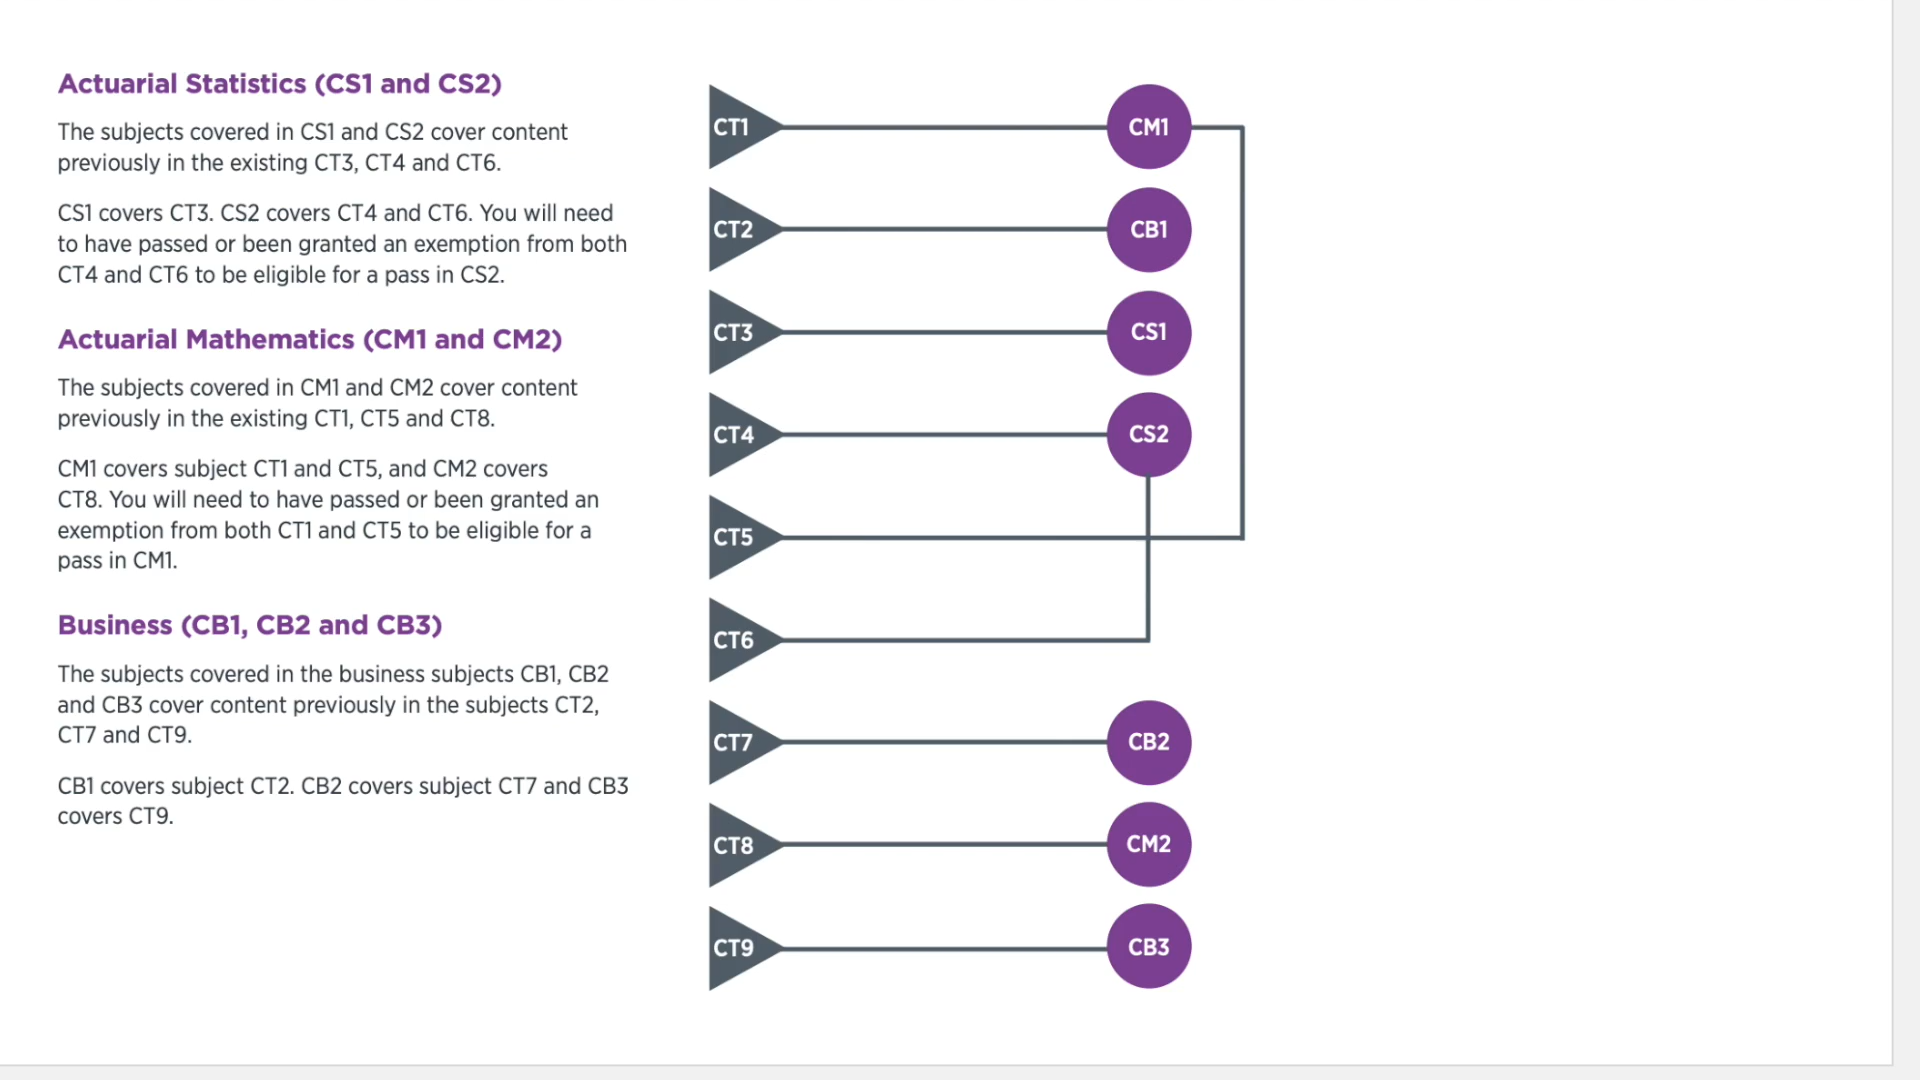 Actuarial Statistics (CS1 and CS2)
The subjects covered in CS1 and CS2 cover content
previously in the existing CT3, CT4 and CT6.
CS1 covers CT3. CS2 covers CT4 and CT6. You will need
to have passed or been granted an exemption from both
CT4 and CT6 to be eligible for a pass in CS2.
Actuarial Mathematics (CM1 and CM2)
The subjects covered in CM1 and CM2 cover content
previously in the existing CT1, CT5 and CT8.
CM1 covers subject CT1 and CT5, and CM2 covers
CT8. You will need to have passed or been granted an
exemption from both CT1 and CT5 to be eligible for a
pass in CM1.
Business (CB1, CB2 and CB3)
The subjects covered in the business subjects CB1, CB2
and CB3 cover content previously in the subjects CT2,
CT7 and CT9.
CB1 covers subject CT2. CB2 covers subject CT7 and CB3
covers CT9.
CT1 CM1
CT2 CB1
CT3 CS1
CT4 CS2
CT5
CT6
CT7 CB2
CT8 CM2
CT9 CB3